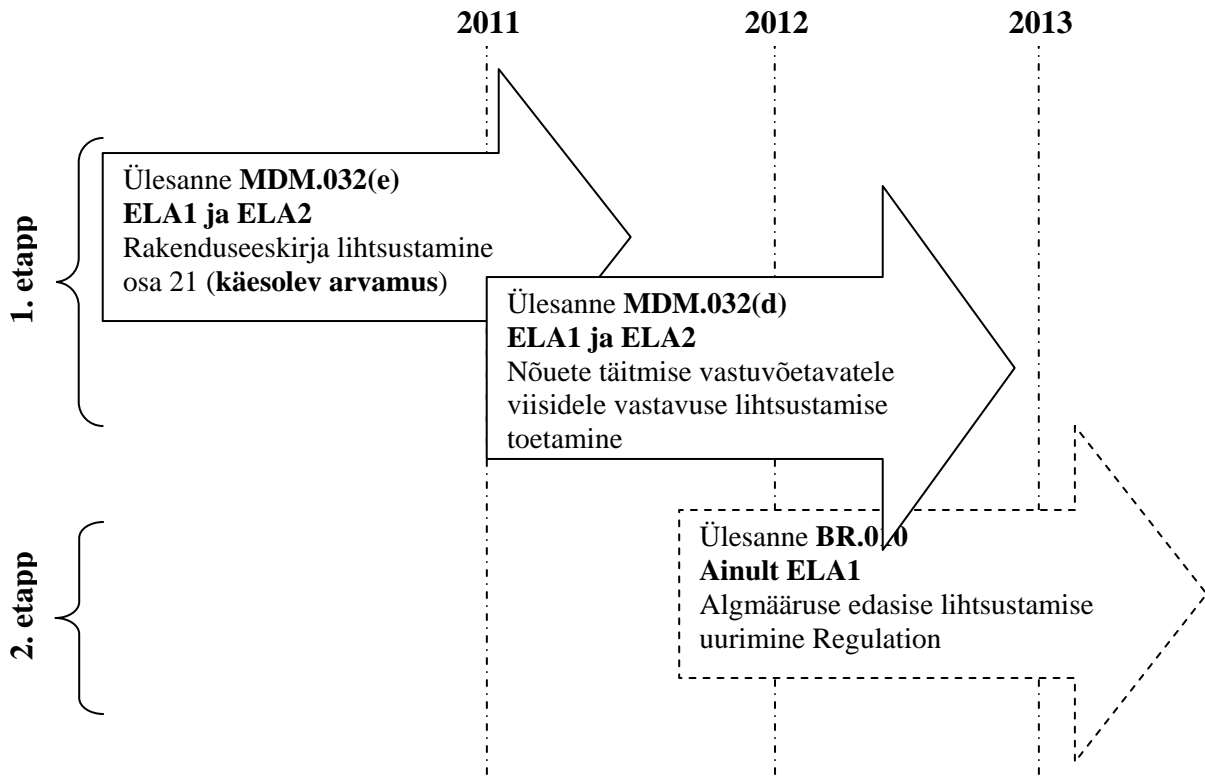 2011
2012
2013
1. etapp
Ülesanne MDM.032(e)
ELA1 ja ELA2
Rakenduseeskirja lihtsustamine
osa 21 (käesolev arvamus)
Ülesanne MDM.032(d)
ELA1 ja ELA2
Nõuete täitmise vastuvõetavatele
viisidele vastavuse lihtsustamise
toetamine
2. etapp
Ülesanne
Ainult ELA1
Algmääruse edasise lihtsustamise
uurimine Regulation